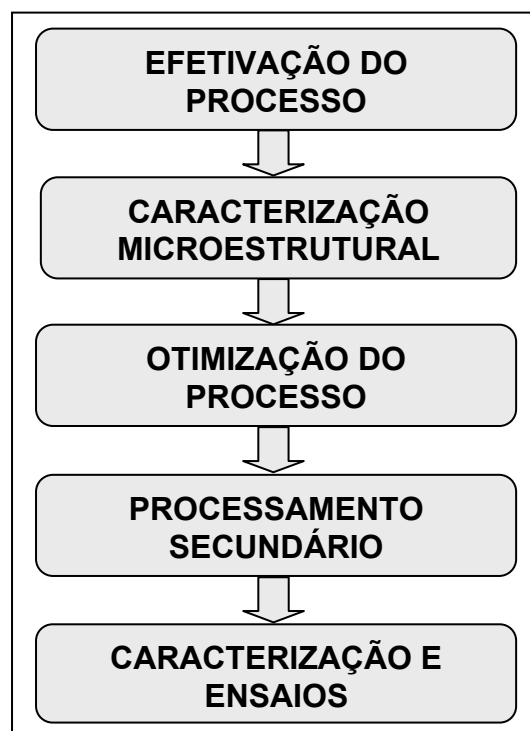 EFETIVAÇÃO DO
PROCESSO
CARACTERIZAÇÃO
MICROESTRUTURAL
OTIMIZAÇÃO DO
PROCESSO
PROCESSAMENTO
SECUNDÁRIO
CARACTERIZAÇÃO E
ENSAIOS